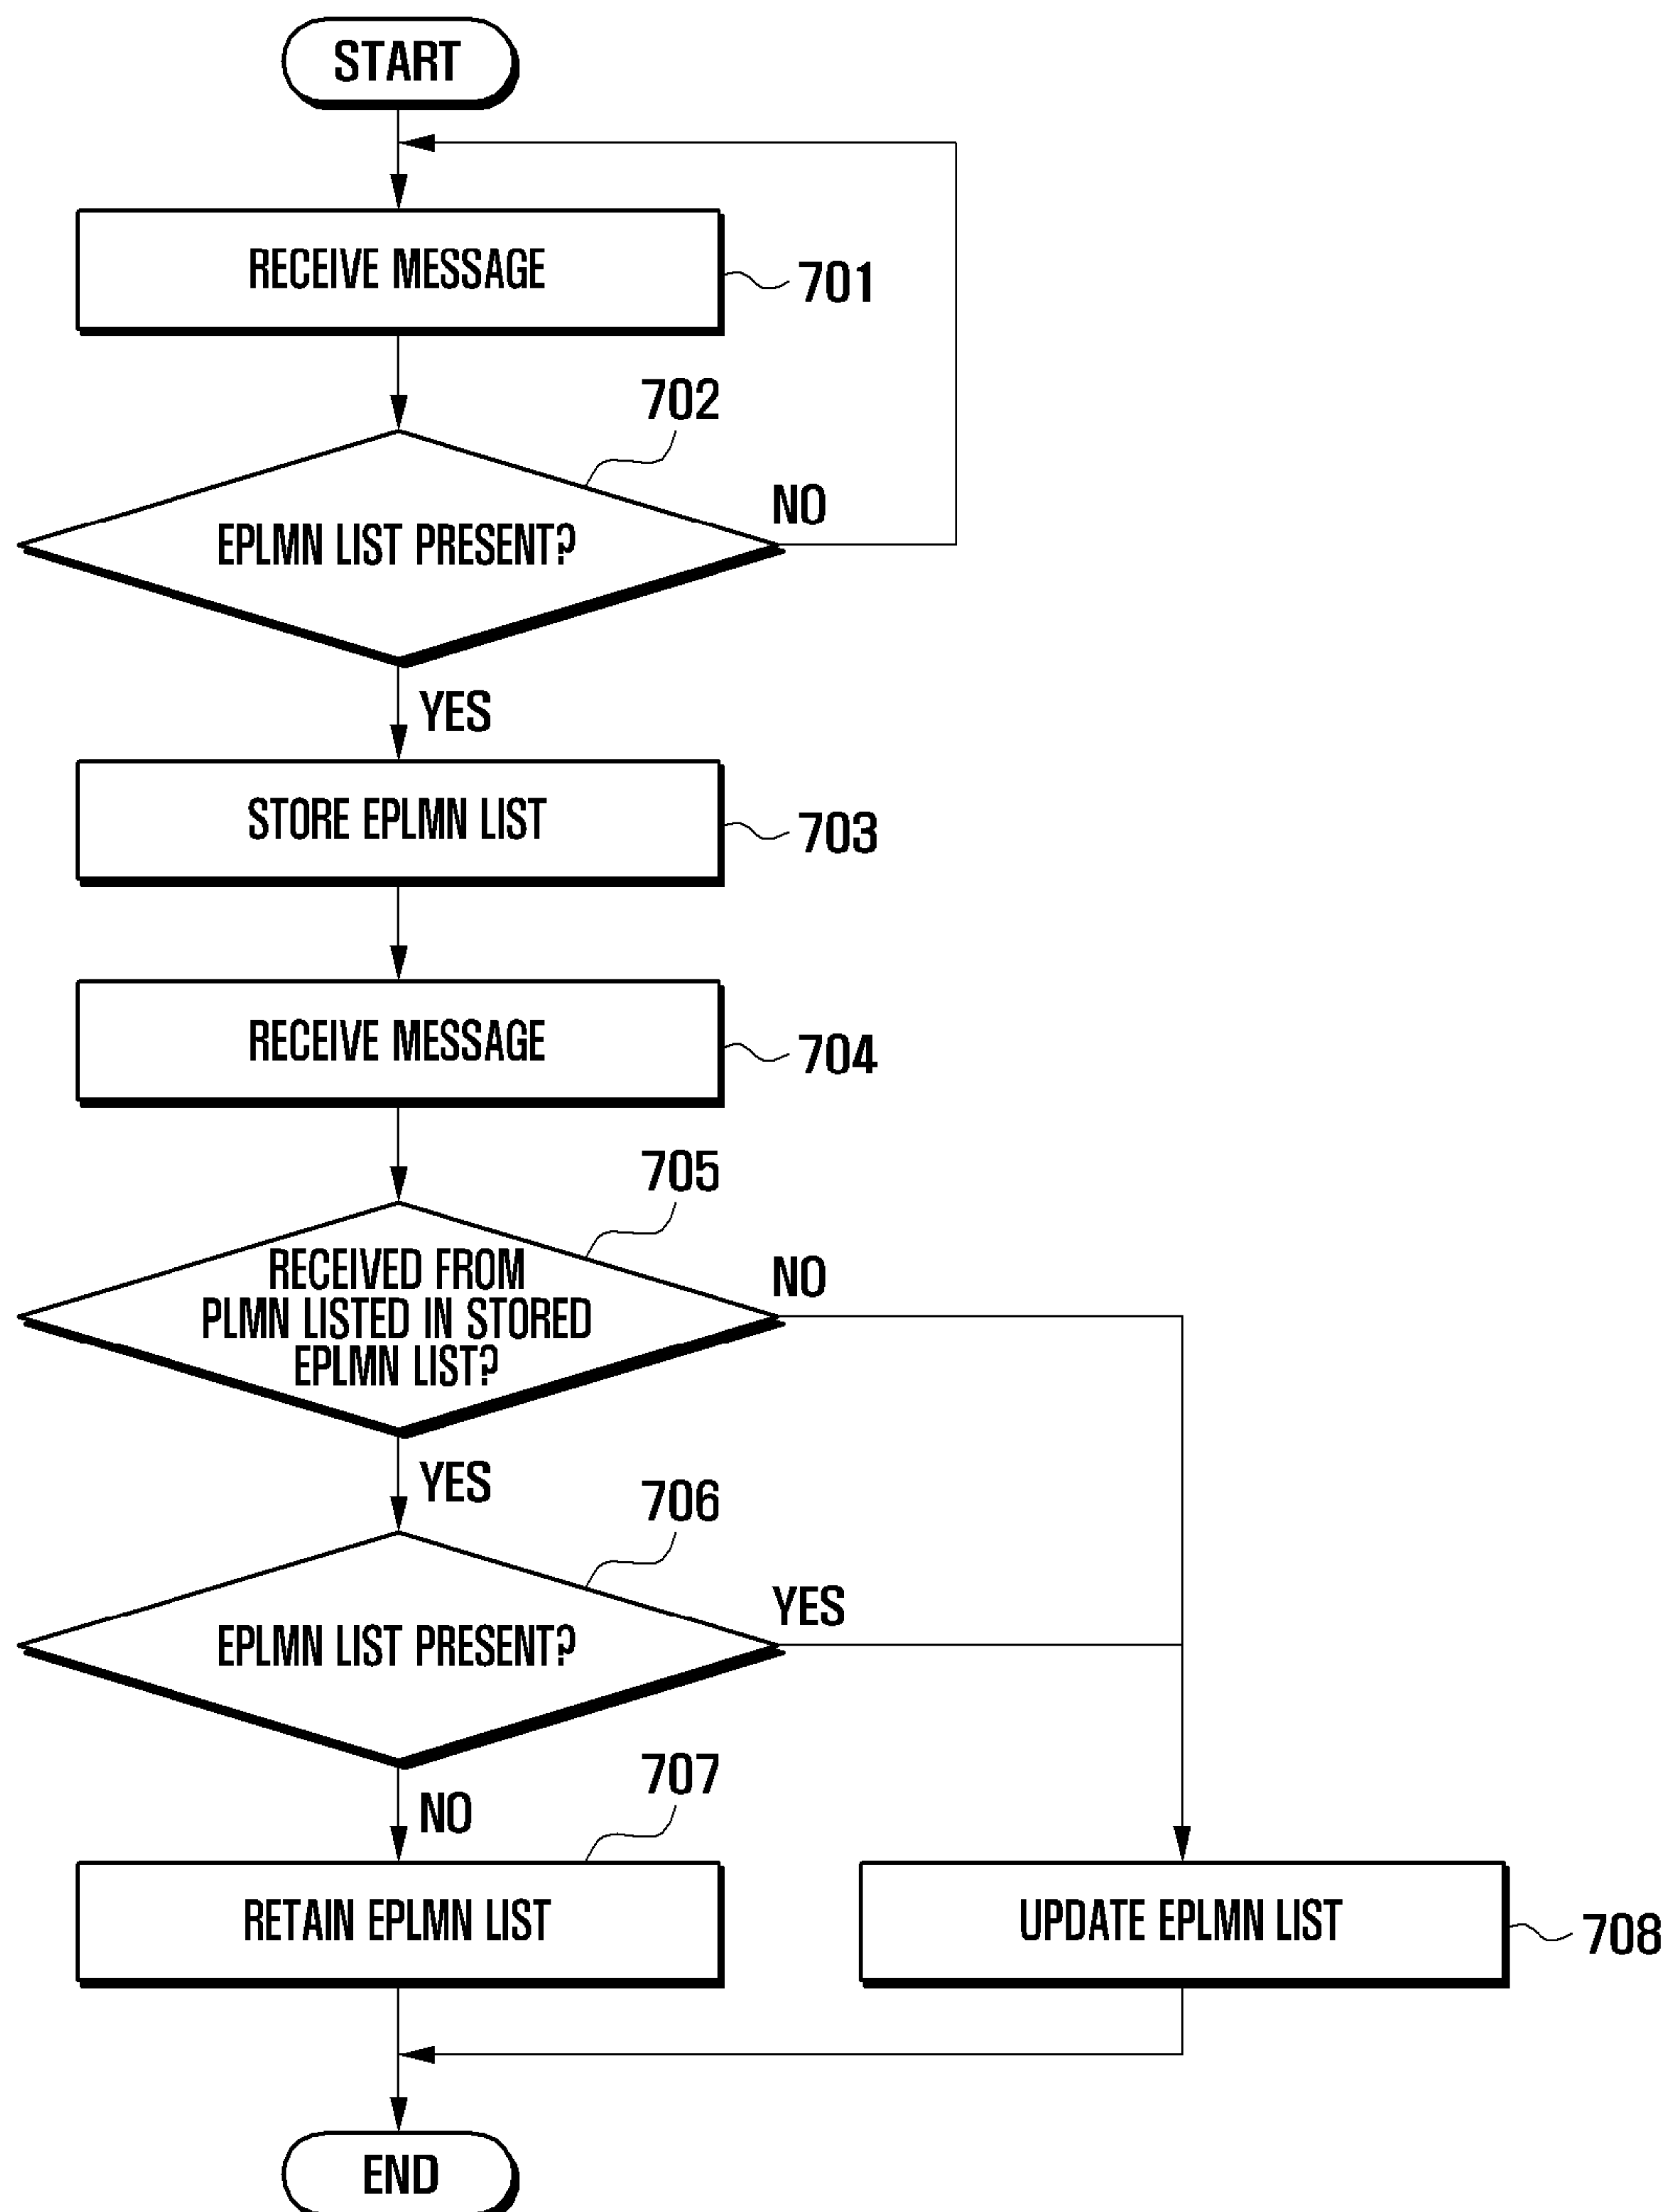 START
RECEIVE MESSAGE
701
702
EPLMN LIST PRESENT?
NO
YES
STORE EPLMN LIST
703
RECEIVE MESSAGE
704
705
RECEIVED FROM
PLMN LISTED IN STORED
EPLMN LIST?
NO
YES
706
EPLMN LIST PRESENT?
YES
NO
707
RETAIN EPLMN LIST
UPDATE EPLMN LIST
708
END